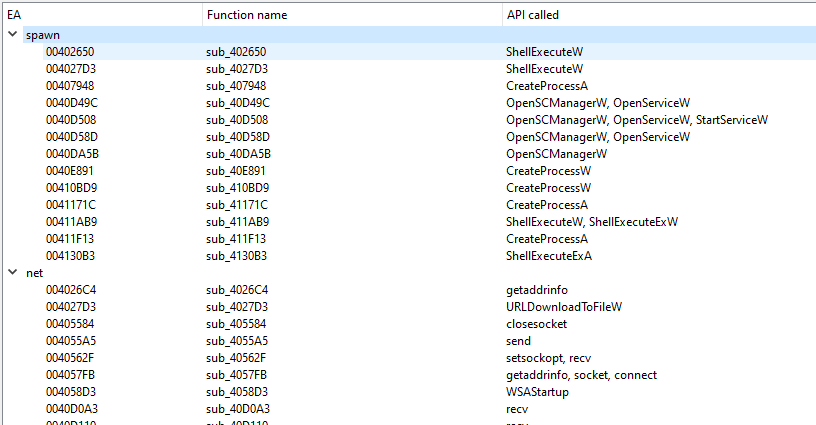 EA Function name API called
spawn
00402650 sub_402650 ShellExecuteW
004027D3 sub_4027D3 ShellExecuteW
00407948 sub_407948 CreateProcessA
0040D49C sub_40D49C OpenSCManagerW, OpenServiceW
0040D508 sub_40D508 OpenSCManagerW, OpenServiceW, StartServiceW
0040D58D sub_40D58D OpenSCManagerW, OpenServiceW
0040DA5B sub_40DA5B OpenSCManagerW
0040E891 sub_40E891 CreateProcessW
00410BD9 sub_410BD9 CreateProcessW
0041171C sub_41171C CreateProcessA
00411AB9 sub_411AB9 ShellExecuteW, ShellExecuteExW
00411F13 sub_411F13 CreateProcessA
004130B3 sub_4130B3 ShellExecuteExA
net
004026C4 sub_4026C4 getaddrinfo
004027D3 sub_4027D3 URLDownloadToFileW
00405584 sub_405584 closesocket
004055A5 sub_4055A5 send
0040562F sub_40562F setsockopt, recv
004057FB sub_4057FB getaddrinfo, socket, connect
004058D3 sub_4058D3 WSAStartup
0040D0A3 sub_40D0A3 recv